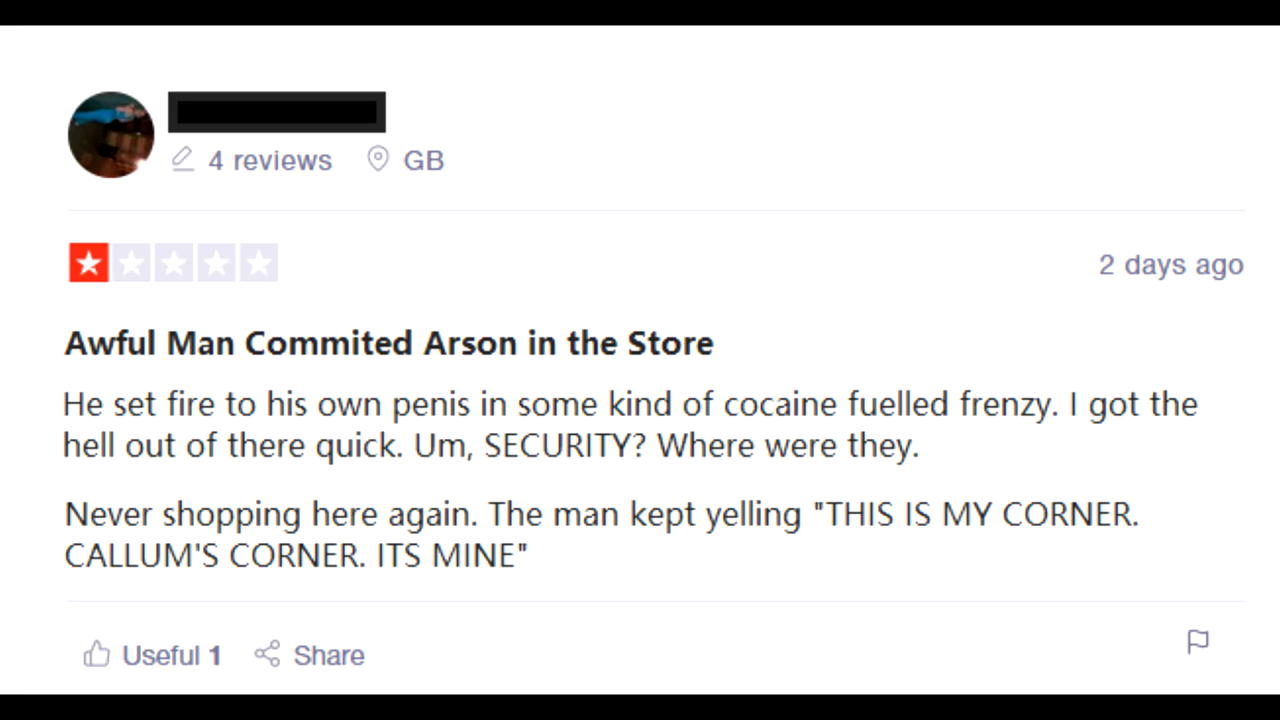 4 reviews GB
2 days ago
Awful Man Commited Arson in the Store
He set fire to his own penis in some kind of cocaine fuelled frenzy. I got the
hell out of there quick. Um, SECURITY? Where were they.
Never shopping here again. The man kept yelling "THIS IS MY CORNER.
CALLUM'S CORNER. ITS MINE"
Useful 1 Share